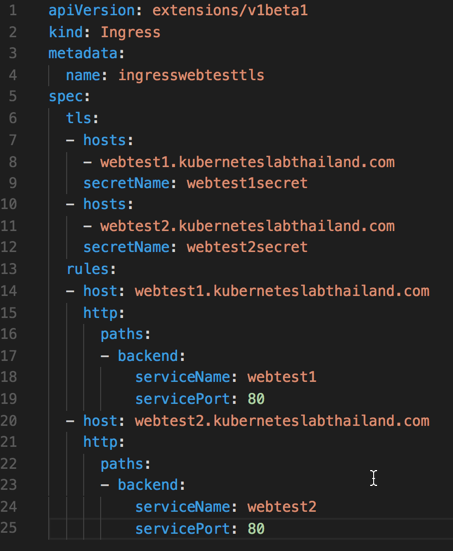 1 apiVersion: extensions/v1beta1
2 kind: Ingress
3 metadata:
4   name: ingresswebtesttls
5 spec:
6   tls:
7   - hosts:
8     - webtest1.kuberneteslabthailand.com
9     secretName: webtest1secret
10   - hosts:
11     - webtest2.kuberneteslabthailand.com
12     secretName: webtest2secret
13   rules:
14   - host: webtest1.kuberneteslabthailand.com
15     http:
16       paths:
17       - backend:
18           serviceName: webtest1
19           servicePort: 80
20   - host: webtest2.kuberneteslabthailand.com
21     http:
22       paths:
23       - backend:
24           serviceName: webtest2
25           servicePort: 80